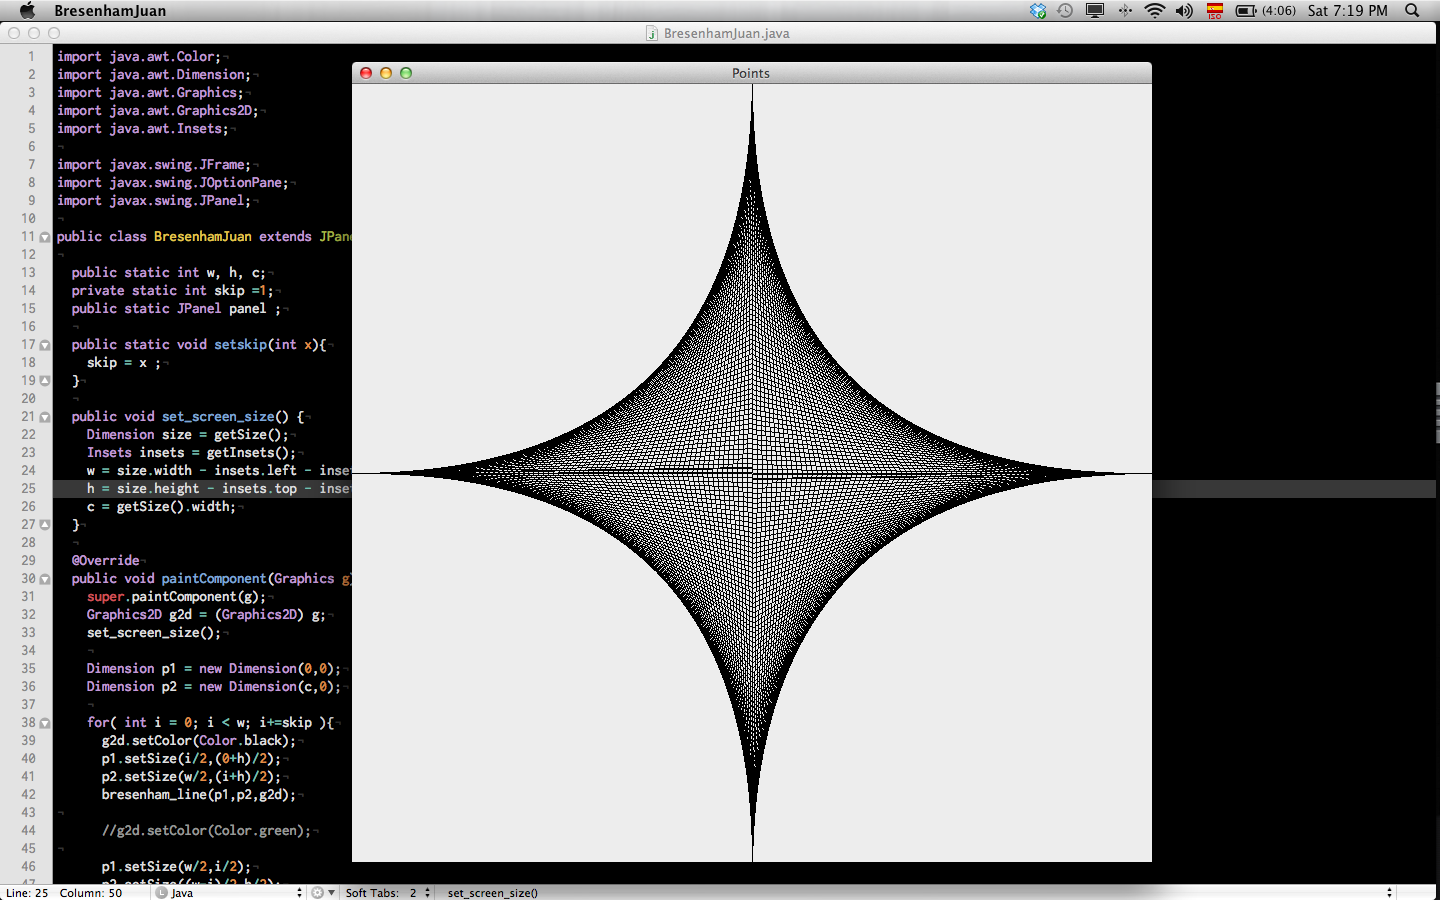 BresenhamJuan
ISO
(4:06)
Sat 7:19 PM
BresenhamJuan.java
Points
1 import java.awt.Color;
2 import java.awt.Dimension;
3 import java.awt.Graphics;
4 import java.awt.Graphics2D;
5 import java.awt.Insets;
6
7 import javax.swing.JFrame;
8 import javax.swing.JOptionPane;
9 import javax.swing.JPanel;
10
11 public class BresenhamJuan extends JPane
12
13 public static int w, h, c;
14 private static int skip =1;
15 public static JPanel panel ;
16
17 public static void setskip(int x){
18 skip = x ;
19 }
20
21 public void set_screen_size() {
22 Dimension size = getSize();
23 Insets insets = getInsets();
24 w = size.width - insets.left - inse
25 h = size.height - insets.top - inse
26 c = getSize().width;
27 }
28
29 @Override
30 public void paintComponent(Graphics g)
31 super.paintComponent(g);
32 Graphics2D g2d = (Graphics2D) g;
33 set_screen_size();
34
35 Dimension p1 = new Dimension(0,0);
36 Dimension p2 = new Dimension(c,0);
37
38 for( int i = 0; i < w; i+=skip ){
39 g2d.setColor(Color.black);
40 p1.setSize(i/2,(0+h)/2);
41 p2.setSize(w/2,(i+h)/2);
42 bresenham_line(p1,p2,g2d);
43
44 //g2d.setColor(Color.green);
45
46 p1.setSize(w/2,i/2);
Line: 25 Column: 50
L Java
Soft Tabs: 2
set_screen_size()